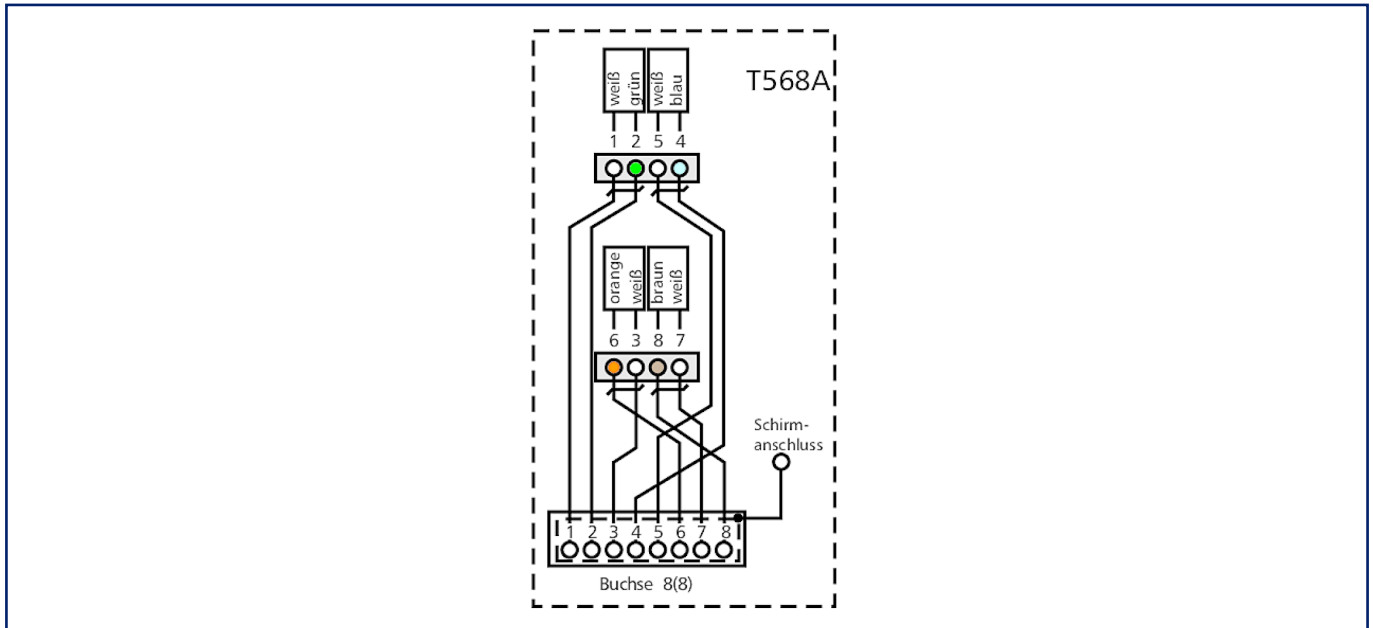 T568A
weiß grün weiß blau
1 2 5 4
orange weiß braun weiß
6 3 8 7
Schirm-
anschluss
1 2 3 4 5 6 7 8
Buchse 8(8)